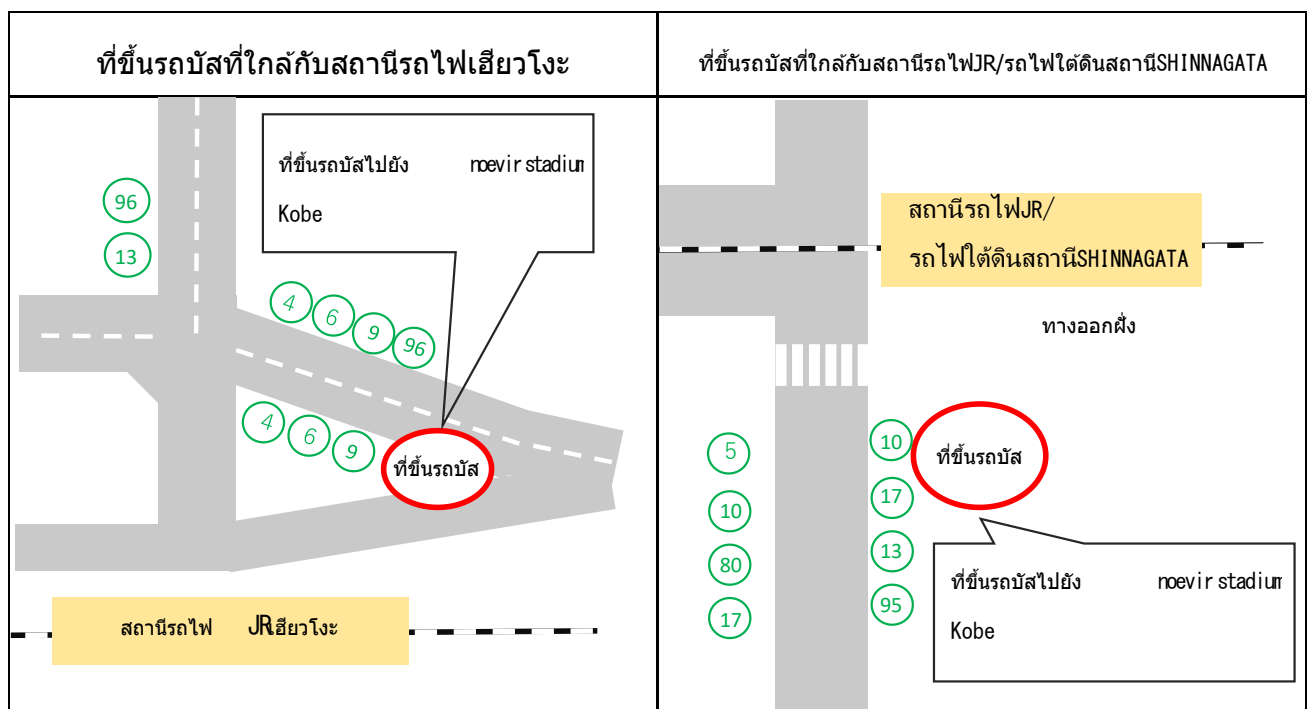 ที่ขึ้นรถบัสที่ใกล้กับสถานีรถไฟเฮียวโงะ
ที่ขึ้นรถบัสไปยัง noevir stadium
Kobe
96
13
4 6 9 96
4 6 9
ที่ขึ้นรถบัส
สถานีรถไฟ JRเฮียวโงะ
ที่ขึ้นรถบัสที่ใกล้กับสถานีรถไฟJR/รถไฟใต้ดินสถานีSHINNAGATA
สถานีรถไฟJR/
รถไฟใต้ดินสถานีSHINNAGATA
ทางออกฝั่ง
5
10
80
17
10
17
13
95
ที่ขึ้นรถบัส
ที่ขึ้นรถบัสไปยัง noevir stadium
Kobe